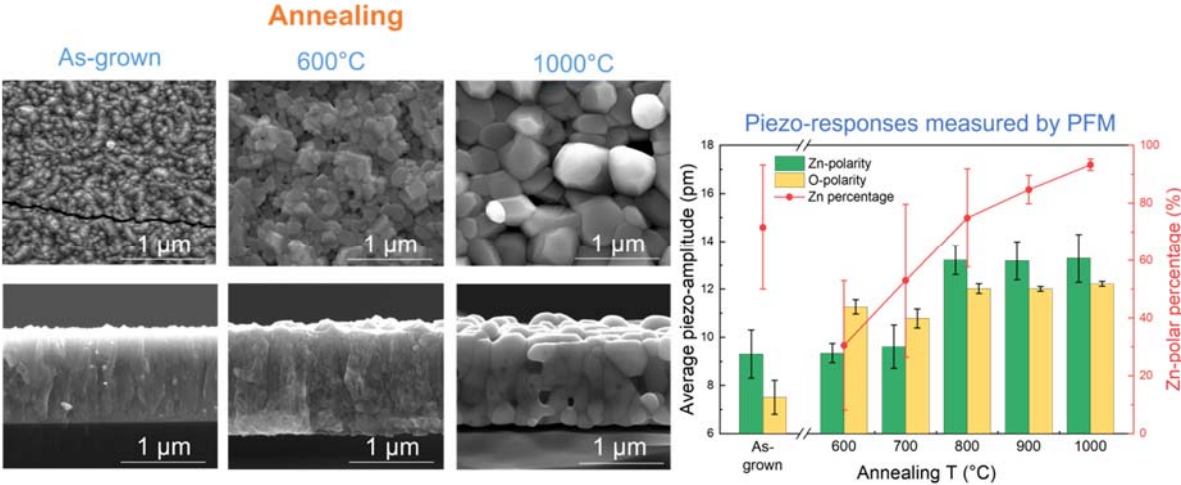 Annealing
As-grown 600°C 1000°C
1 μm 1 μm 1 μm
1 μm 1 μm 1 μm
Piezo-responses measured by PFM
Zn-polarity
O-polarity
Zn percentage
Average piezo-amplitude (pm)
18
16
14
12
10
8
6
Zn-polar percentage (%)
100
80
60
40
20
0
As-
grown
600 700 800 900 1000
Annealing T (°C)